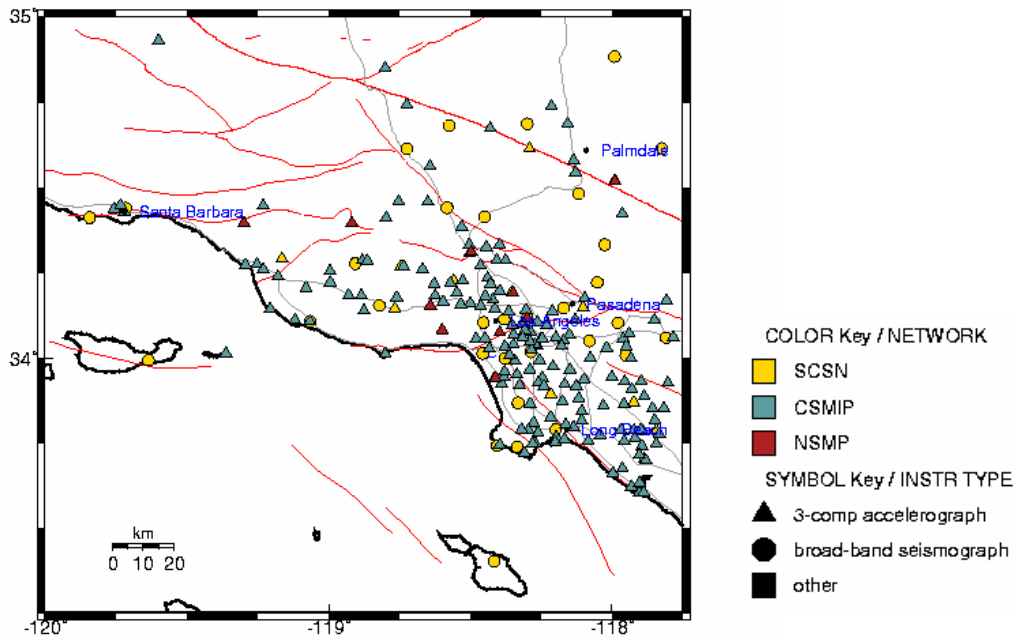 35°
Palmdale
Santa Barbara
Pasadena
Los Angeles
34°
COLOR Key / NETWORK
SCSN
CSMIP
Long Beach
NSMP
SYMBOL Key / INSTR TYPE
3-comp accelerograph
km
broad-band seismograph
0 10 20
other
-120° -119° -118°